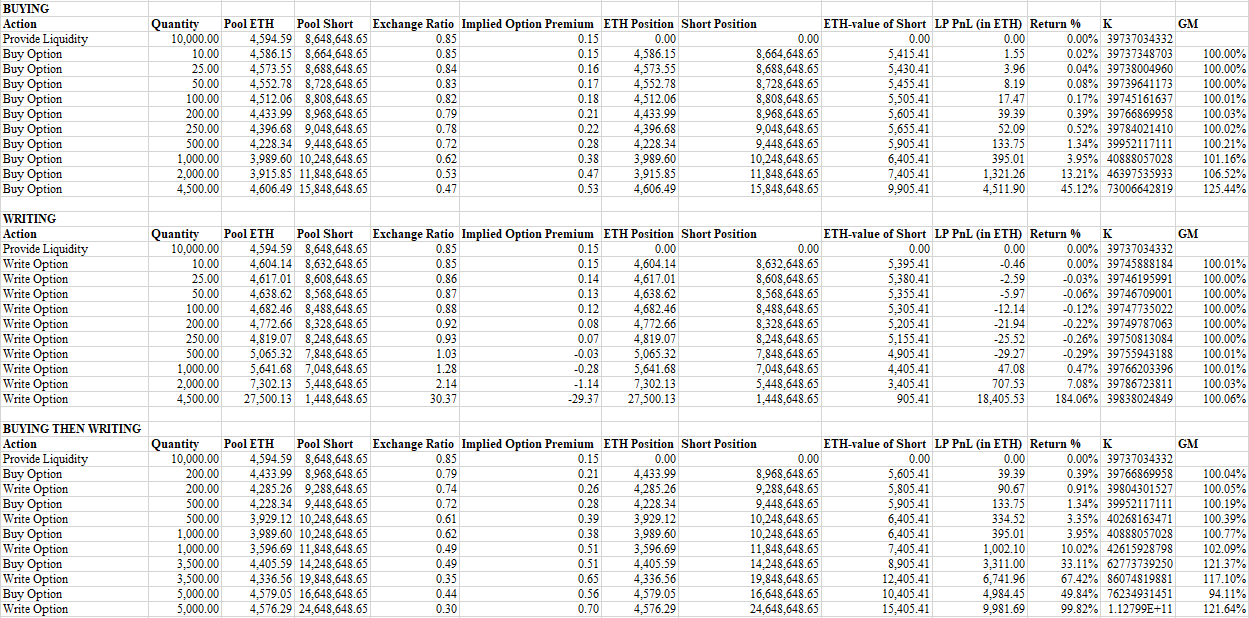 BUYING
Action Quantity Pool ETH Pool Short Exchange Ratio Implied Option Premium ETH Position Short Position ETH-value of Short LP PnL (in ETH) Return % K GM
Provide Liquidity 10,000.00 4,594.59 8,648,648.65 0.85 0.15 0.00 0.00 0.00 0.00 0.00% 39737034332
Buy Option 10.00 4,586.15 8,664,648.65 0.85 0.15 4,586.15 8,664,648.65 5,415.41 1.55 0.02% 39737348703 100.00%
Buy Option 25.00 4,573.55 8,688,648.65 0.84 0.16 4,573.55 8,688,648.65 5,430.41 3.96 0.04% 39738004960 100.00%
Buy Option 50.00 4,552.78 8,728,648.65 0.83 0.17 4,552.78 8,728,648.65 5,455.41 8.19 0.08% 39739641173 100.00%
Buy Option 100.00 4,512.06 8,808,648.65 0.82 0.18 4,512.06 8,808,648.65 5,505.41 17.47 0.17% 39745161637 100.01%
Buy Option 200.00 4,433.99 8,968,648.65 0.79 0.21 4,433.99 8,968,648.65 5,605.41 39.39 0.39% 39766869958 100.03%
Buy Option 250.00 4,396.68 9,048,648.65 0.78 0.22 4,396.68 9,048,648.65 5,655.41 52.09 0.52% 39784021410 100.02%
Buy Option 500.00 4,228.34 9,448,648.65 0.72 0.28 4,228.34 9,448,648.65 5,905.41 133.75 1.34% 39952117111 100.21%
Buy Option 1,000.00 3,989.60 10,248,648.65 0.62 0.38 3,989.60 10,248,648.65 6,405.41 395.01 3.95% 40888057028 101.16%
Buy Option 2,000.00 3,915.85 11,848,648.65 0.53 0.47 3,915.85 11,848,648.65 7,405.41 1,321.26 13.21% 46397535933 106.52%
Buy Option 4,500.00 4,606.49 15,848,648.65 0.47 0.53 4,606.49 15,848,648.65 9,905.41 4,511.90 45.12% 73006642819 125.44%
WRITING
Action Quantity Pool ETH Pool Short Exchange Ratio Implied Option Premium ETH Position Short Position ETH-value of Short LP PnL (in ETH) Return % K GM
Provide Liquidity 10,000.00 4,594.59 8,648,648.65 0.85 0.15 0.00 0.00 0.00 0.00 0.00% 39737034332
Write Option 10.00 4,604.14 8,632,648.65 0.85 0.15 4,604.14 8,632,648.65 5,395.41 -0.46 0.00% 39745888184 100.01%
Write Option 25.00 4,617.01 8,608,648.65 0.86 0.14 4,617.01 8,608,648.65 5,380.41 -2.59 -0.03% 39746195991 100.00%
Write Option 50.00 4,638.62 8,568,648.65 0.87 0.13 4,638.62 8,568,648.65 5,355.41 -5.97 -0.06% 39746709001 100.00%
Write Option 100.00 4,682.46 8,488,648.65 0.88 0.12 4,682.46 8,488,648.65 5,305.41 -12.14 -0.12% 39747735022 100.00%
Write Option 200.00 4,772.66 8,328,648.65 0.92 0.08 4,772.66 8,328,648.65 5,205.41 -21.94 -0.22% 39749787063 100.00%
Write Option 250.00 4,819.07 8,248,648.65 0.93 0.07 4,819.07 8,248,648.65 5,155.41 -25.52 -0.26% 39750813084 100.00%
Write Option 500.00 5,065.32 7,848,648.65 1.03 -0.03 5,065.32 7,848,648.65 4,905.41 -29.27 -0.29% 39755943188 100.01%
Write Option 1,000.00 5,641.68 7,048,648.65 1.28 -0.28 5,641.68 7,048,648.65 4,405.41 47.08 0.47% 39766203396 100.01%
Write Option 2,000.00 7,302.13 5,448,648.65 2.14 -1.14 7,302.13 5,448,648.65 3,405.41 707.53 7.08% 39786723811 100.03%
Write Option 4,500.00 27,500.13 1,448,648.65 30.37 -29.37 27,500.13 1,448,648.65 905.41 18,405.53 184.06% 39838024849 100.06%
BUYING THEN WRITING
Action Quantity Pool ETH Pool Short Exchange Ratio Implied Option Premium ETH Position Short Position ETH-value of Short LP PnL (in ETH) Return % K GM
Provide Liquidity 10,000.00 4,594.59 8,648,648.65 0.85 0.15 0.00 0.00 0.00 0.00 0.00% 39737034332
Buy Option 200.00 4,433.99 8,968,648.65 0.79 0.21 4,433.99 8,968,648.65 5,605.41 39.39 0.39% 39766869958 100.04%
Write Option 200.00 4,285.26 9,288,648.65 0.74 0.26 4,285.26 9,288,648.65 5,805.41 90.67 0.91% 39804301527 100.05%
Buy Option 500.00 4,228.34 9,448,648.65 0.72 0.28 4,228.34 9,448,648.65 5,905.41 133.75 1.34% 39952117111 100.19%
Write Option 500.00 3,929.12 10,248,648.65 0.61 0.39 3,929.12 10,248,648.65 6,405.41 334.52 3.35% 40268163471 100.39%
Buy Option 1,000.00 3,989.60 10,248,648.65 0.62 0.38 3,989.60 10,248,648.65 6,405.41 395.01 3.95% 40888057028 100.77%
Write Option 1,000.00 3,596.69 11,848,648.65 0.49 0.51 3,596.69 11,848,648.65 7,405.41 1,002.10 10.02% 42615928798 102.09%
Buy Option 3,500.00 4,405.59 14,248,648.65 0.49 0.51 4,405.59 14,248,648.65 8,905.41 3,311.00 33.11% 62773739250 121.37%
Write Option 3,500.00 4,336.56 19,848,648.65 0.35 0.65 4,336.56 19,848,648.65 12,405.41 6,741.96 67.42% 86074819881 117.10%
Buy Option 5,000.00 4,579.05 16,648,648.65 0.44 0.56 4,579.05 16,648,648.65 10,405.41 4,984.45 49.84% 76234931451 94.11%
Write Option 5,000.00 4,576.29 24,648,648.65 0.30 0.70 4,576.29 24,648,648.65 15,405.41 9,981.69 99.82% 1.12799E+11 121.64%